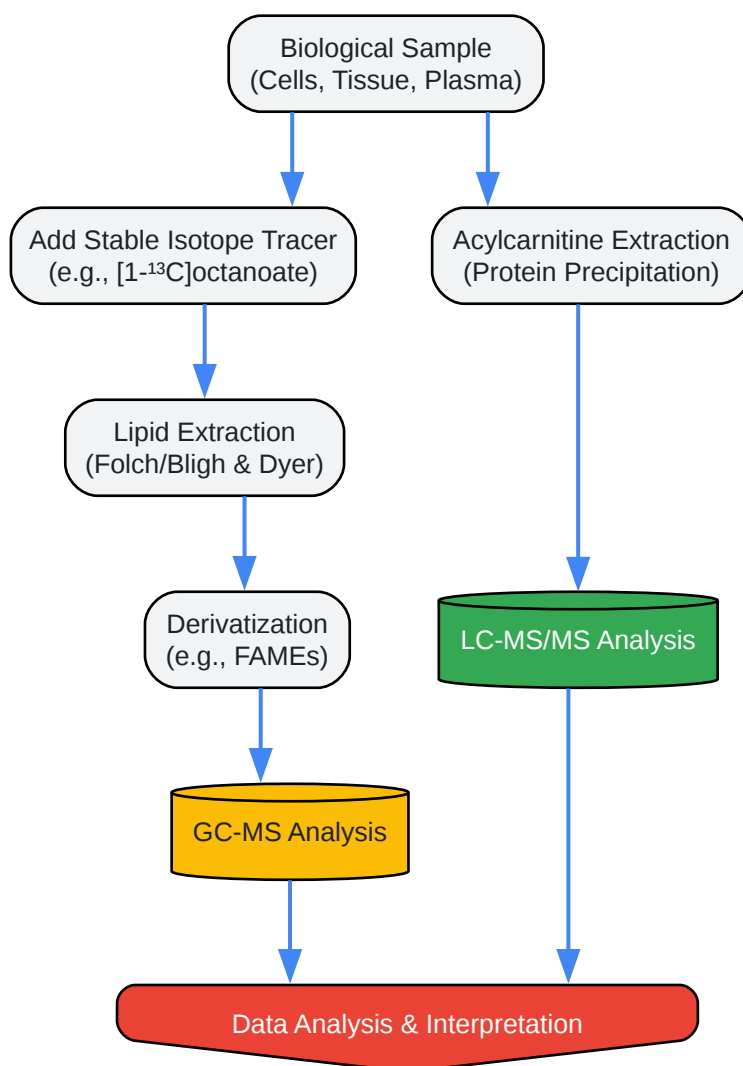 Biological Sample
(Cells, Tissue, Plasma)
Add Stable Isotope Tracer
(e.g., [1-¹³C]octanoate)
Acylcarnitine Extraction
(Protein Precipitation)
Lipid Extraction
(Folch/Bligh & Dyer)
Derivatization
(e.g., FAMEs)
LC-MS/MS Analysis
GC-MS Analysis
Data Analysis & Interpretation